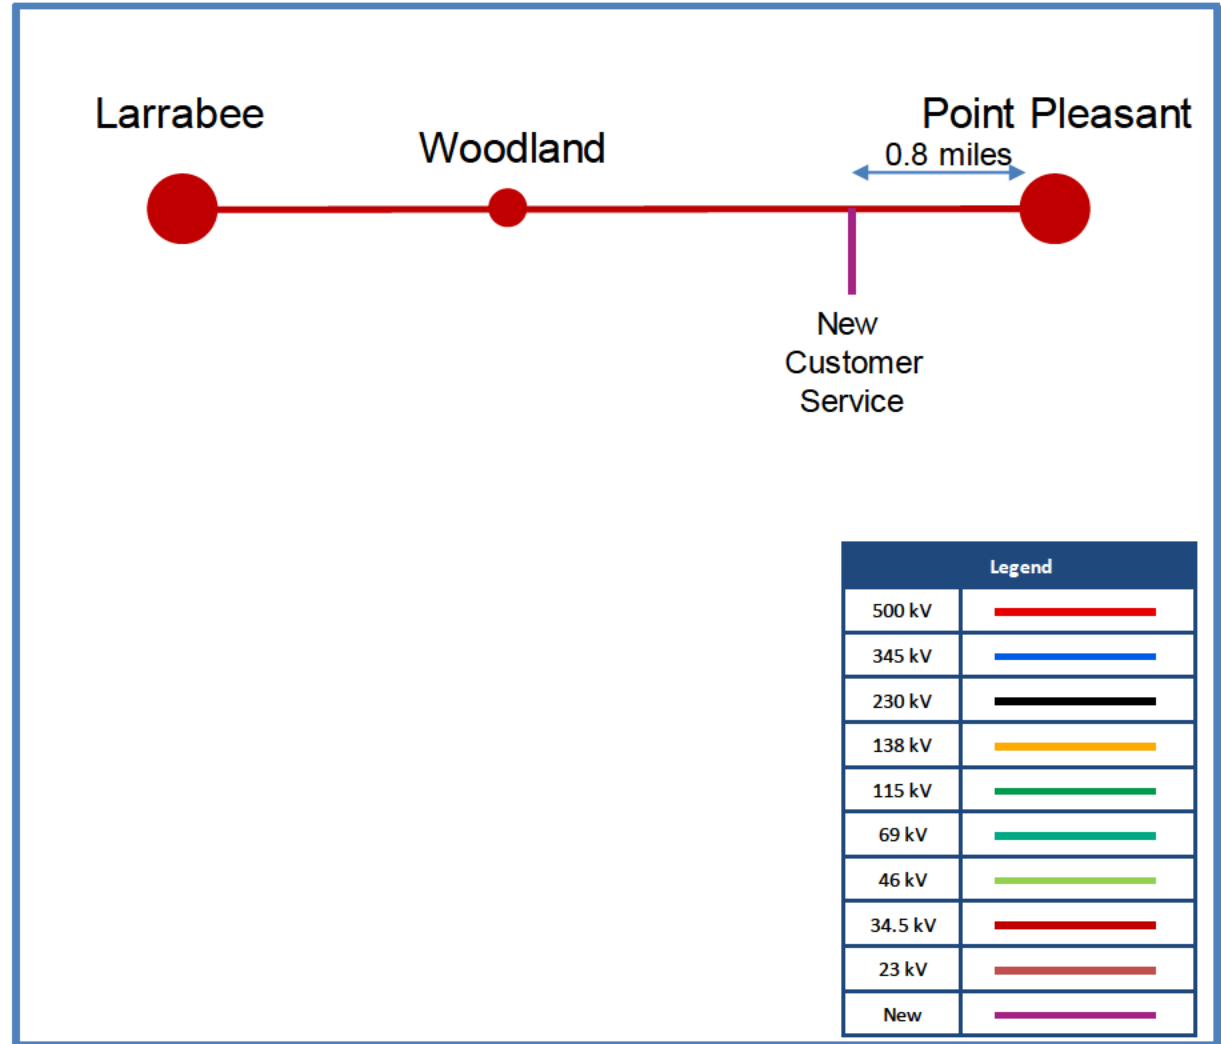 Larrabee
Woodland
Point Pleasant
0.8 miles
New
Customer
Service
Legend
500 kV
345 kV
230 kV
138 kV
115 kV
69 kV
46 kV
34.5 kV
23 kV
New